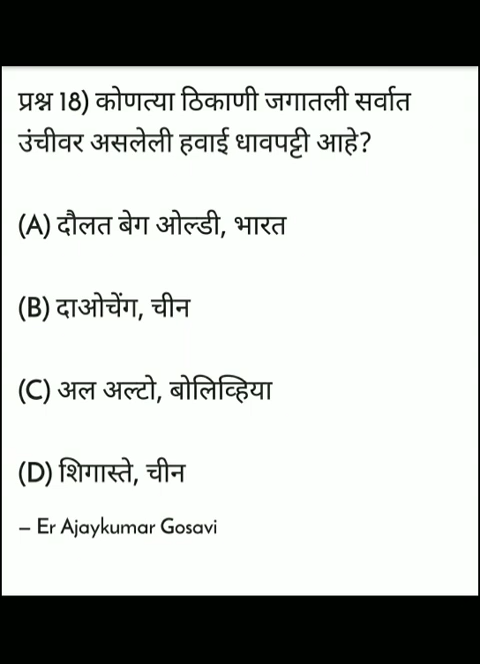 प्रश्न 18) कोणत्या ठिकाणी जगातली सर्वात
उंचीवर असलेली हवाई धावपट्टी आहे?
(A) दौलत बेग ओल्डी, भारत
(B) दाओचेंग, चीन
(C) अल अल्टो, बोलिव्हिया
(D) शिगास्ते, चीन
– Er Ajaykumar Gosavi